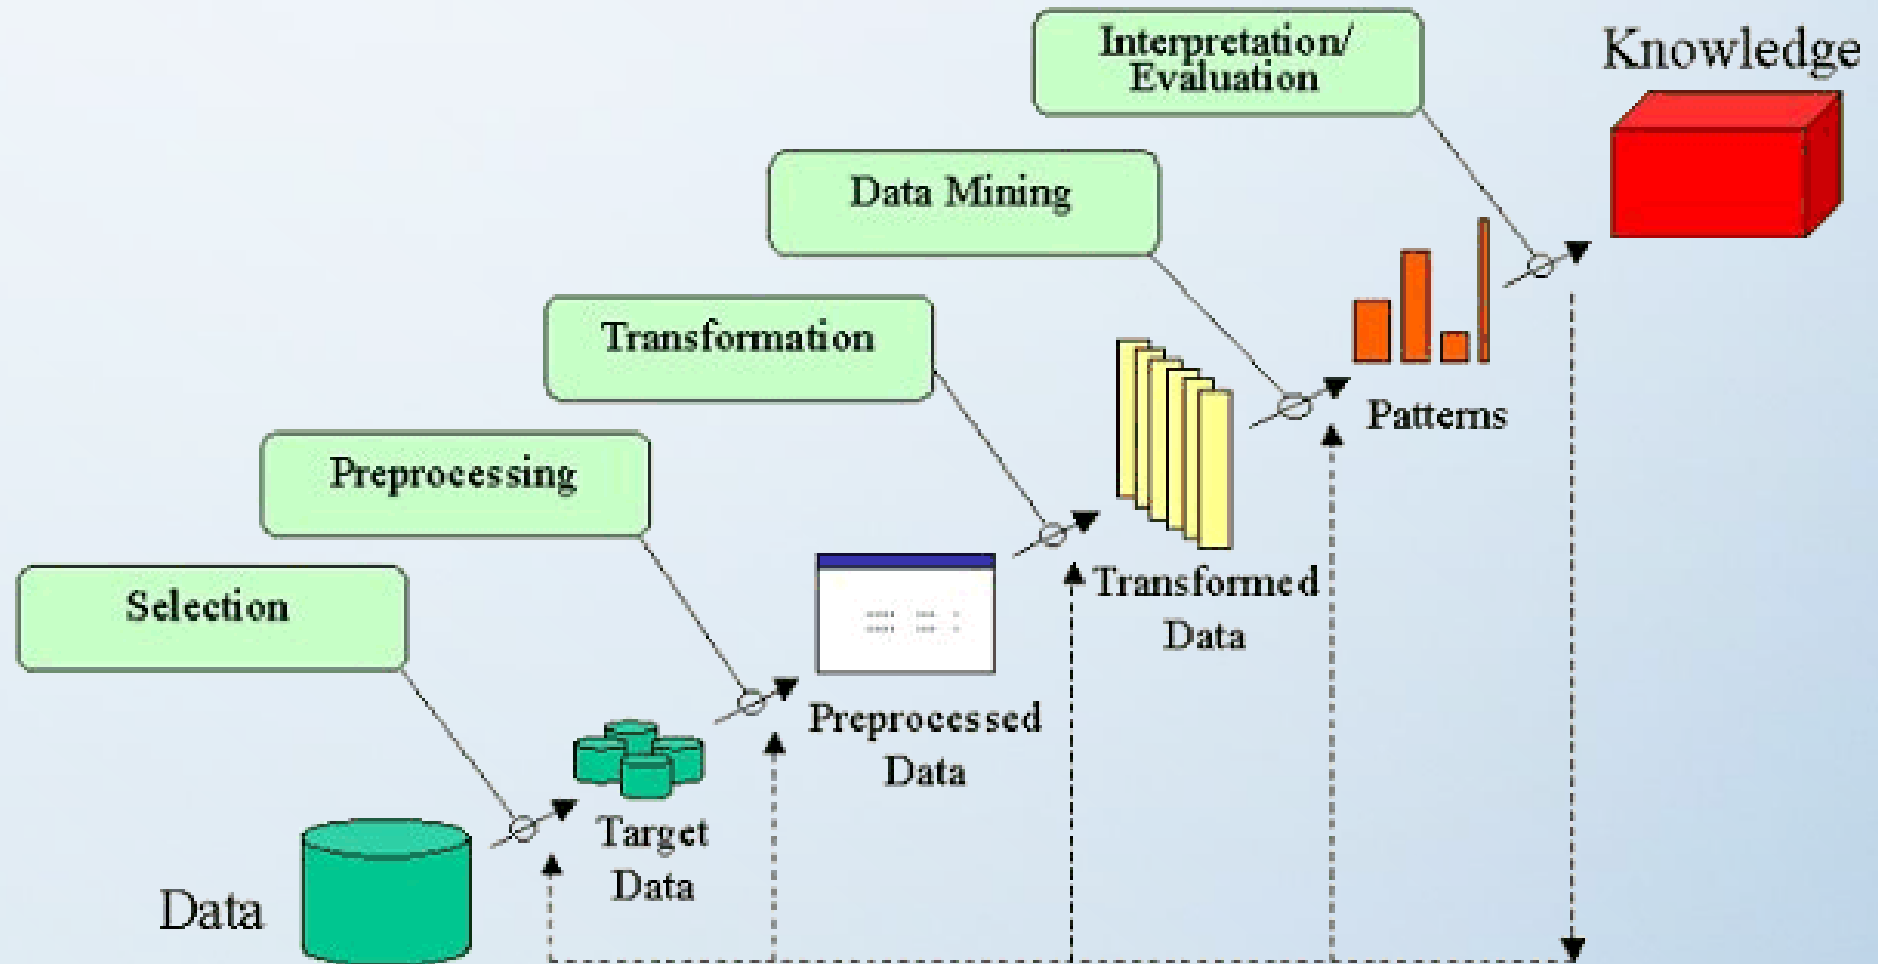 Interpretation/
Evaluation
Knowledge
Data Mining
Transformation
Patterns
Preprocessing
Transformed
Data
Selection
Preprocessed
Data
Target
Data
Data